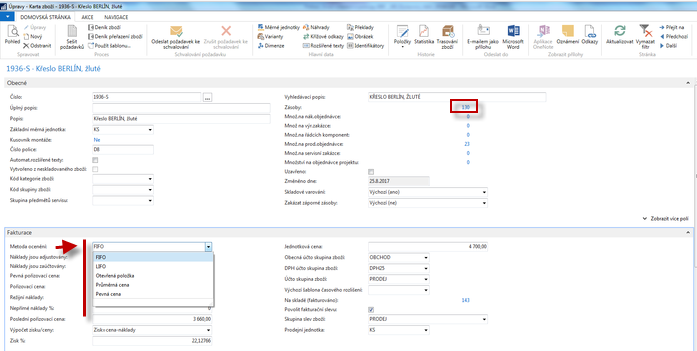 Úpravy - Karta zboží - 1936-S - Křeslo BERLÍN, žluté
DOMOVSKÁ STRÁNKA AKCE NAVIGACE
Pohled
Úpravy
Nový
Odstranit
Spravovat
Sešit požadavků
Deník zboží
Deník přeřazení zboží
Použít šablonu...
Proces
Odeslat požadavek ke schvalování
Zrušit požadavek ke schvalování
Schvalování požadavku
Měrné jednotky
Varianty
Dimenze
Náhrady
Křížové odkazy
Rozšířené texty
Překlady
Obrázek
Identifikátory
Hlavní data
Položky
Statistika
Trasování zboží
Historie
E-mailem jako přílohu
Microsoft Word
Odeslat do
Aplikace OneNote
Oznámení
Odkazy
Zobrazit přílohy
Aktualizovat
Vymazat filtr
Přejít na
Předchozí
Další
Stránka
1936-S - Křeslo BERLÍN, žluté
Obecné
Číslo: 1936-S ...
Úplný popis:
Popis: Křeslo BERLÍN, žluté
Základní měrná jednotka: KS
Kusovník montáže: Ne
Číslo police: D8
Automat.rozšířené texty:
Vytvořeno z neskladovaného zboží:
Kód kategorie zboží:
Kód skupiny zboží:
Skupina předmětů servisu:
Vyhledávací popis: KŘESLO BERLÍN, ŽLUTÉ
Zásoby: 130
Množ.na nák.objednávce: 0
Množ.na výr.zakázce: 0
Množ.na řádcích komponent: 0
Množ.na prod.objednávce: 23
Množ.na servisní zakázce: 0
Množství na objednávce projektu: 0
Uzavřeno:
Změněno dne: 25.8.2017
Skladové varování: Výchozí (ano)
Zakázat záporné zásoby: Výchozí (ne)
Zobrazit více polí
Fakturace
Metoda ocenění: FIFO
Náklady jsou adjustovány: FIFO
Náklady jsou zaúčtovány: LIFO
Pevná pořizovací cena: Otevřená položka
Pořizovací cena: Průměrná cena
Režijní náklady: Pevná cena
Nepřímé náklady %: 0
Poslední pořizovací cena: 3 660,00
Výpočet zisku/ceny: Zisk=cena-náklady
Zisk %: 22,12766
Jednotková cena: 4 700,00
Obecná účto skupina zboží: OBCHOD
DPH účto skupina zboží: DPH25
Účto skupina zboží: PRODEJ
Výchozí šablona časového rozlišení:
Na skladě (fakturováno): 143
Povolit fakturační slevu:
Skupina slev zboží: PRODEJ
Prodejní jednotka: KS